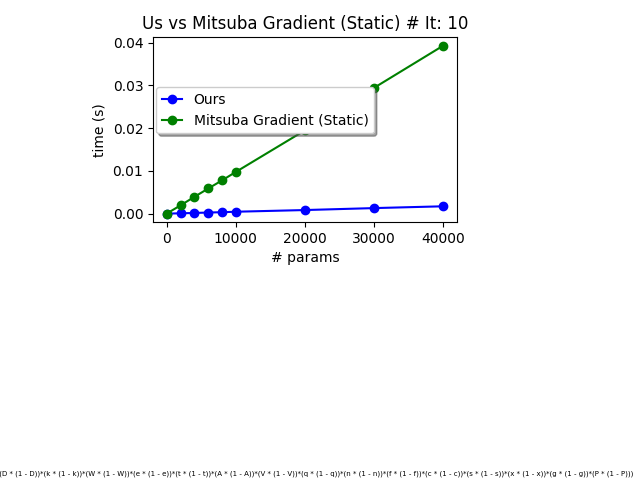 Us vs Mitsuba Gradient (Static) # It: 10
0.04
0.03
0.02
0.01
0.00
time (s)
Ours
Mitsuba Gradient (Static)
0 10000 20000 30000 40000
# params
(D * (1 - D))*(k * (1 - k))*(W * (1 - W))*(e * (1 - e))*(t * (1 - t))*(A * (1 - A))*(V * (1 - V))*(q * (1 - q))*(n * (1 - n))*(f * (1 - f))*(c * (1 - c))*(s * (1 - s))*(x * (1 - x))*(g * (1 - g))*(P * (1 - P)))